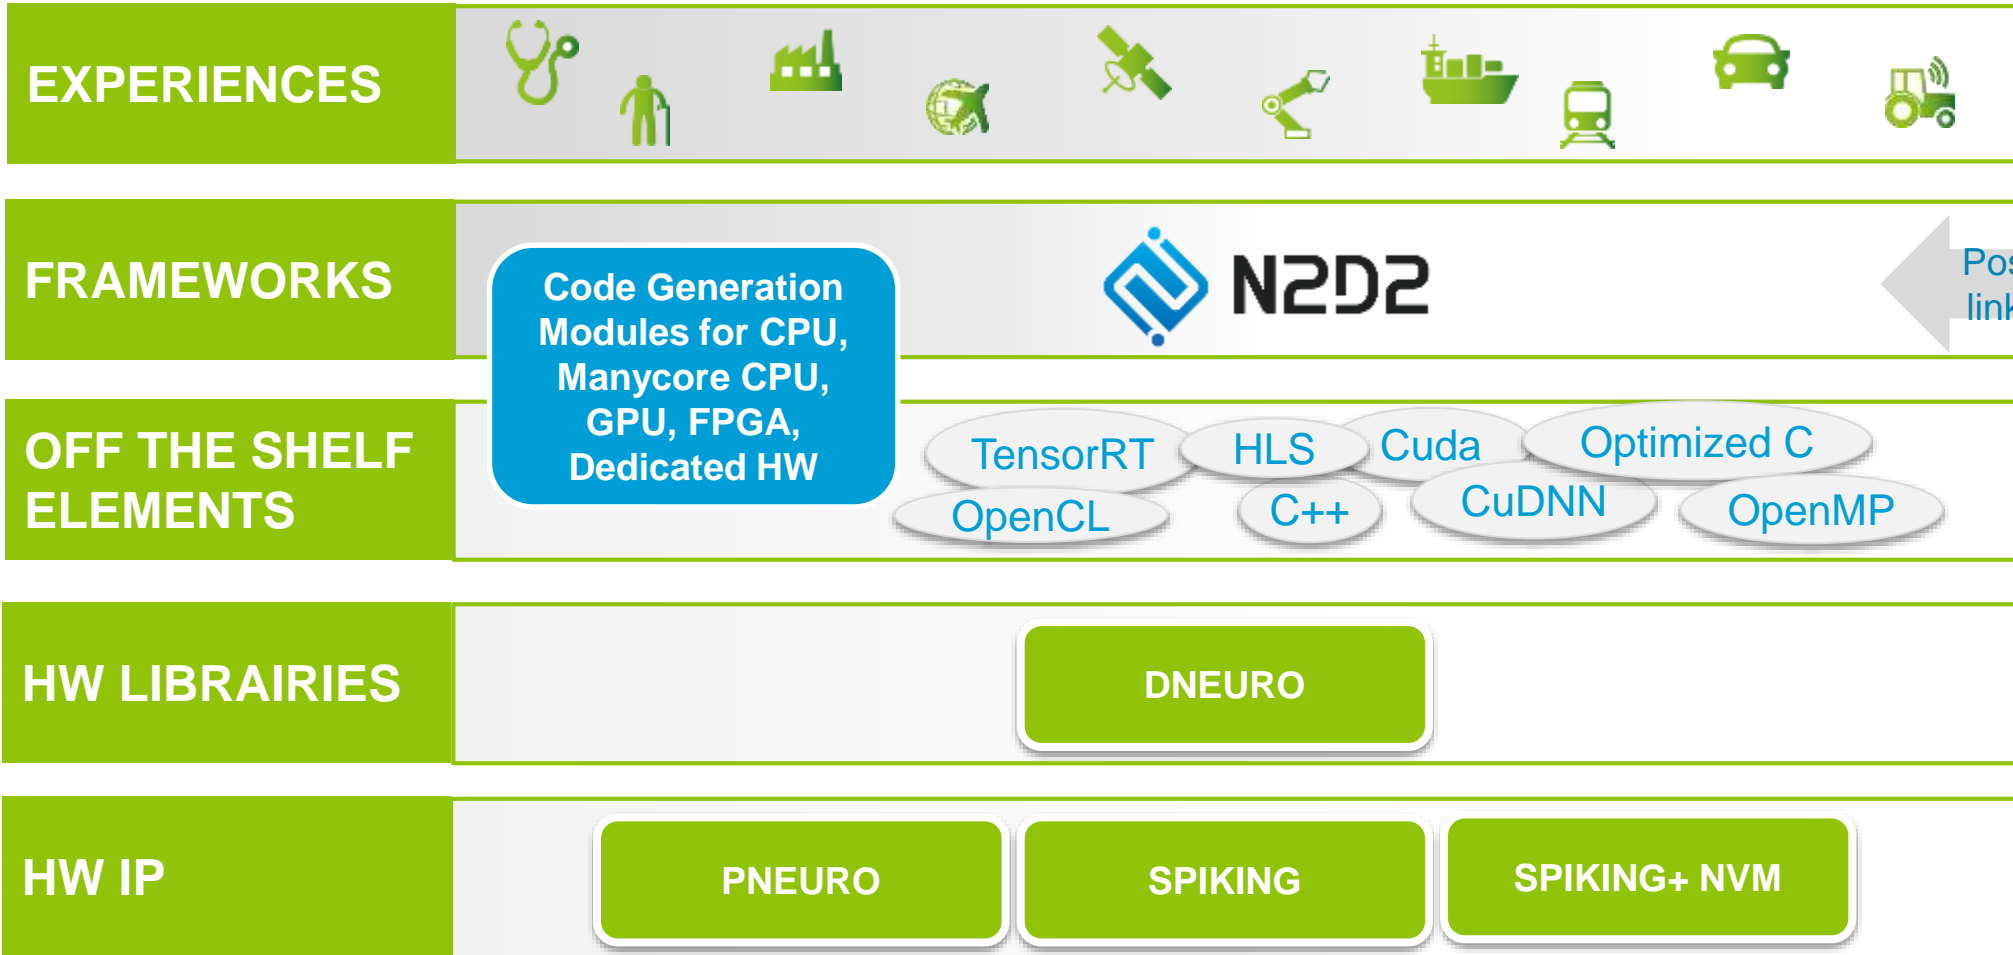 EXPERIENCES
FRAMEWORKS
Code Generation
Modules for CPU,
Manycore CPU,
GPU, FPGA,
Dedicated HW
N2D2
OFF THE SHELF
ELEMENTS
TensorRT
HLS
Cuda
Optimized C
OpenCL
C++
CuDNN
OpenMP
HW LIBRAIRIES
DNEURO
HW IP
PNEURO
SPIKING
SPIKING+ NVM